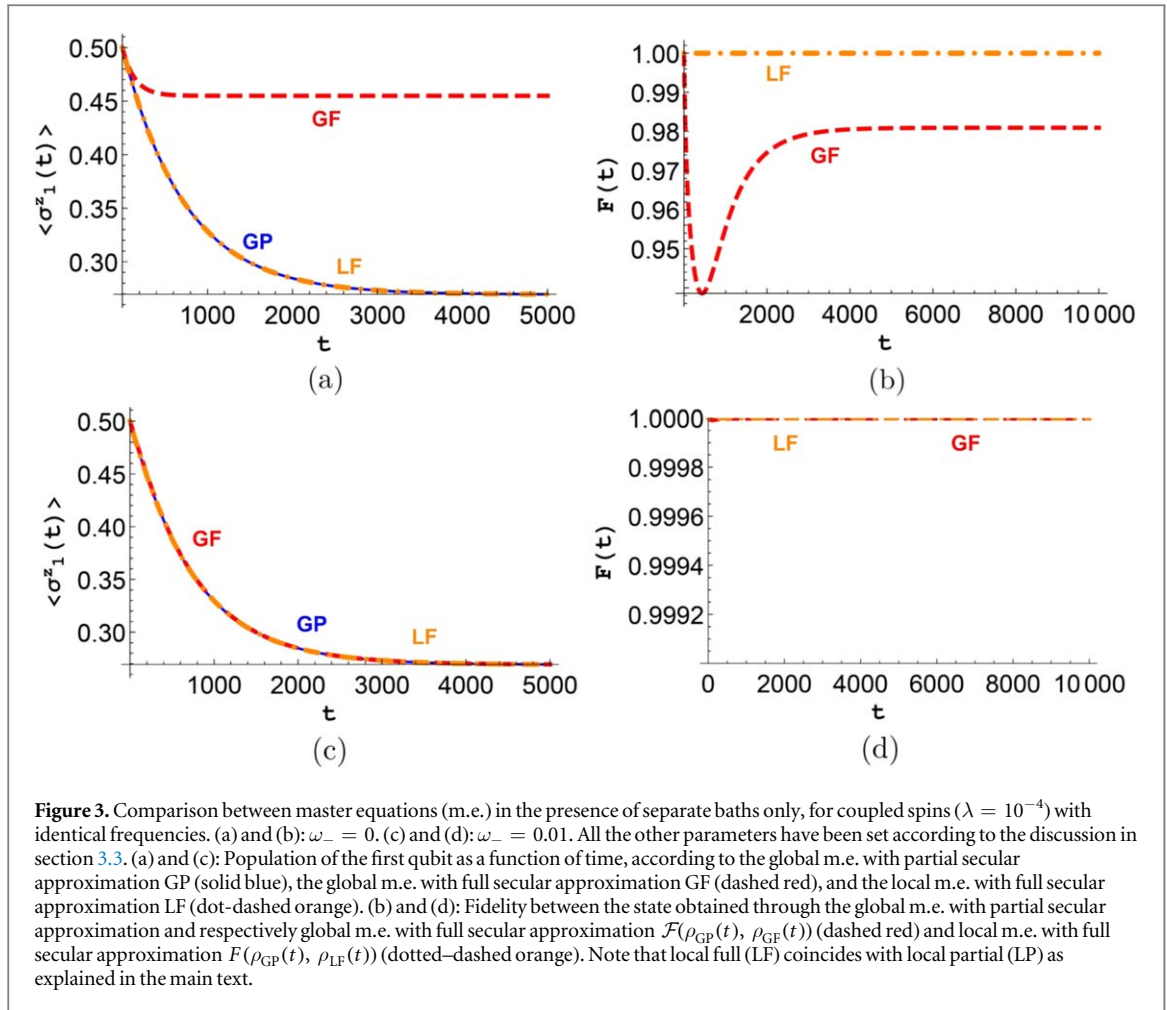 0.50
0.45
0.40
0.35
0.30
<σᶻ₁(t)>
GF
GP
LF
1000 2000 3000 4000 5000
t
(a)
1.00
0.99
0.98
0.97
0.96
0.95
F(t)
LF
GF
2000 4000 6000 8000 10 000
t
(b)
0.50
0.45
0.40
0.35
0.30
<σᶻ₁(t)>
GF
GP
LF
1000 2000 3000 4000 5000
t
(c)
1.0000
0.9998
0.9996
0.9994
0.9992
F(t)
LF GF
0 2000 4000 6000 8000 10 000
t
(d)
Figure 3. Comparison between master equations (m.e.) in the presence of separate baths only, for coupled spins (λ = 10⁻⁴) with
identical frequencies. (a) and (b): ω₋ = 0. (c) and (d): ω₋ = 0.01. All the other parameters have been set according to the discussion in
section 3.3. (a) and (c): Population of the first qubit as a function of time, according to the global m.e. with partial secular
approximation GP (solid blue), the global m.e. with full secular approximation GF (dashed red), and the local m.e. with full secular
approximation LF (dot-dashed orange). (b) and (d): Fidelity between the state obtained through the global m.e. with partial secular
approximation and respectively global m.e. with full secular approximation ℱ(ρGP(t), ρGF(t)) (dashed red) and local m.e. with full
secular approximation F(ρGP(t), ρLF(t)) (dotted–dashed orange). Note that local full (LF) coincides with local partial (LP) as
explained in the main text.